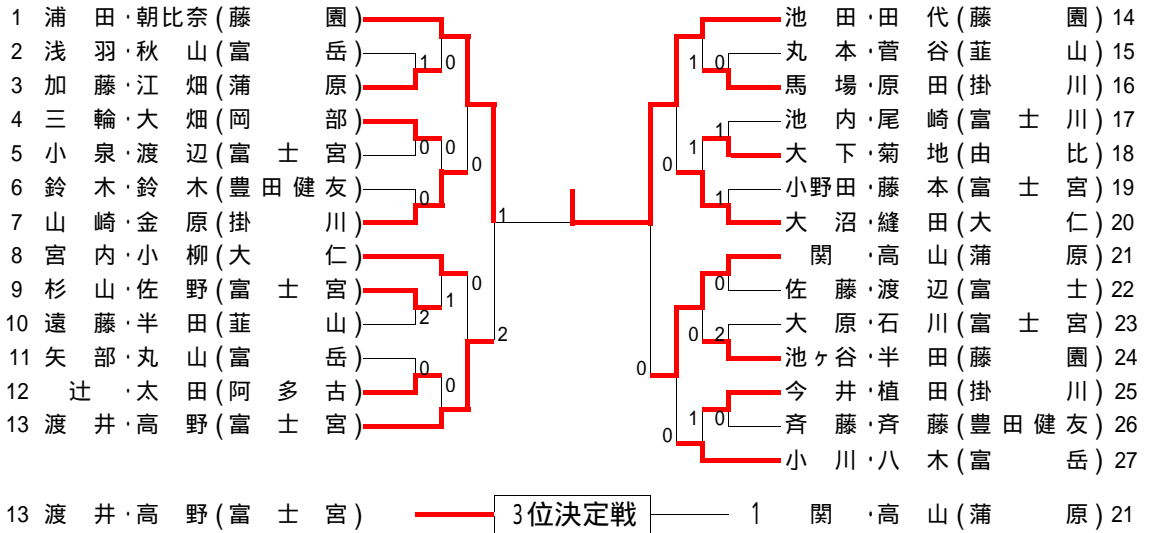 1 浦 田・朝比奈(藤 園)
2 浅 羽・秋 山(富 岳)
3 加 藤・江 畑(蒲 原)
4 三 輪・大 畑(岡 部)
5 小 泉・渡 辺(富 士 宮)
6 鈴 木・鈴 木(豊田健友)
7 山 崎・金 原(掛 川)
8 宮 内・小 柳(大 仁)
9 杉 山・佐 野(富 士 宮)
10 遠 藤・半 田(韮 山)
11 矢 部・丸 山(富 岳)
12 辻 ・太 田(阿 多 古)
13 渡 井・高 野(富 士 宮)
1 0
0 0
0
0
1
0
1
2
2
0
0
池 田・田 代(藤 園) 14
丸 本・菅 谷(韮 山) 15
馬 場・原 田(掛 川) 16
池 内・尾 崎(富 士 川) 17
大 下・菊 地(由 比) 18
小野田・藤 本(富 士 宮) 19
大 沼・縫 田(大 仁) 20
関 ・高 山(蒲 原) 21
佐 藤・渡 辺(富 士) 22
大 原・石 川(富 士 宮) 23
池ヶ谷・半 田(藤 園) 24
今 井・植 田(掛 川) 25
斉 藤・斉 藤(豊田健友) 26
小 川・八 木(富 岳) 27
1 0
1
1
0
1
0
0 2
0
1 0
0
13 渡 井・高 野(富 士 宮) 3位決定戦 1 関 ・高 山(蒲 原) 21